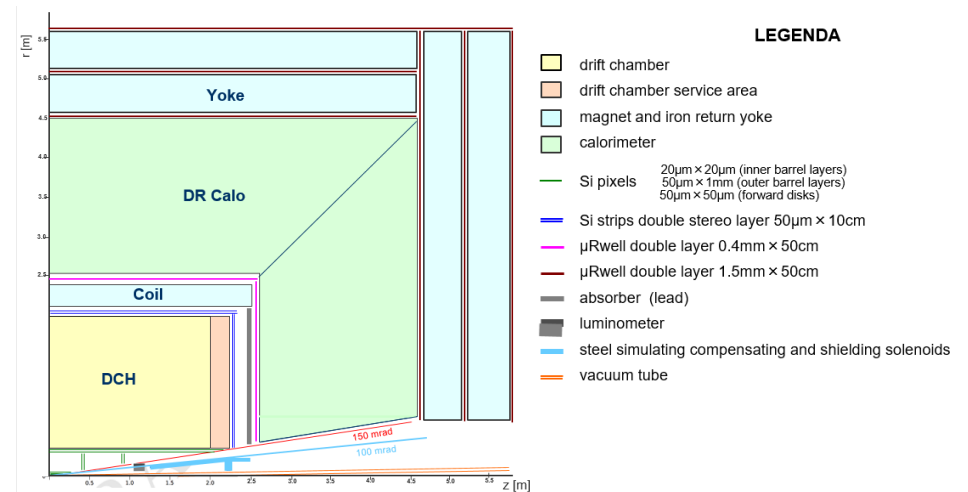 r [m]
5.5
5.0
4.5
4.0
3.5
3.0
2.5
Yoke
DR Calo
Coil
DCH
150 mrad
100 mrad
0.5
1.0
1.5
2.0
2.5
3.0
3.5
4.0
4.5
5.0
5.5
z [m]
LEGENDA
drift chamber
drift chamber service area
magnet and iron return yoke
calorimeter
Si pixels
20μm×20μm (inner barrel layers)
50μm×1mm (outer barrel layers)
50μm×50μm (forward disks)
Si strips double stereo layer 50μm×10cm
μRwell double layer 0.4mm×50cm
μRwell double layer 1.5mm×50cm
absorber (lead)
luminometer
steel simulating compensating and shielding solenoids
vacuum tube